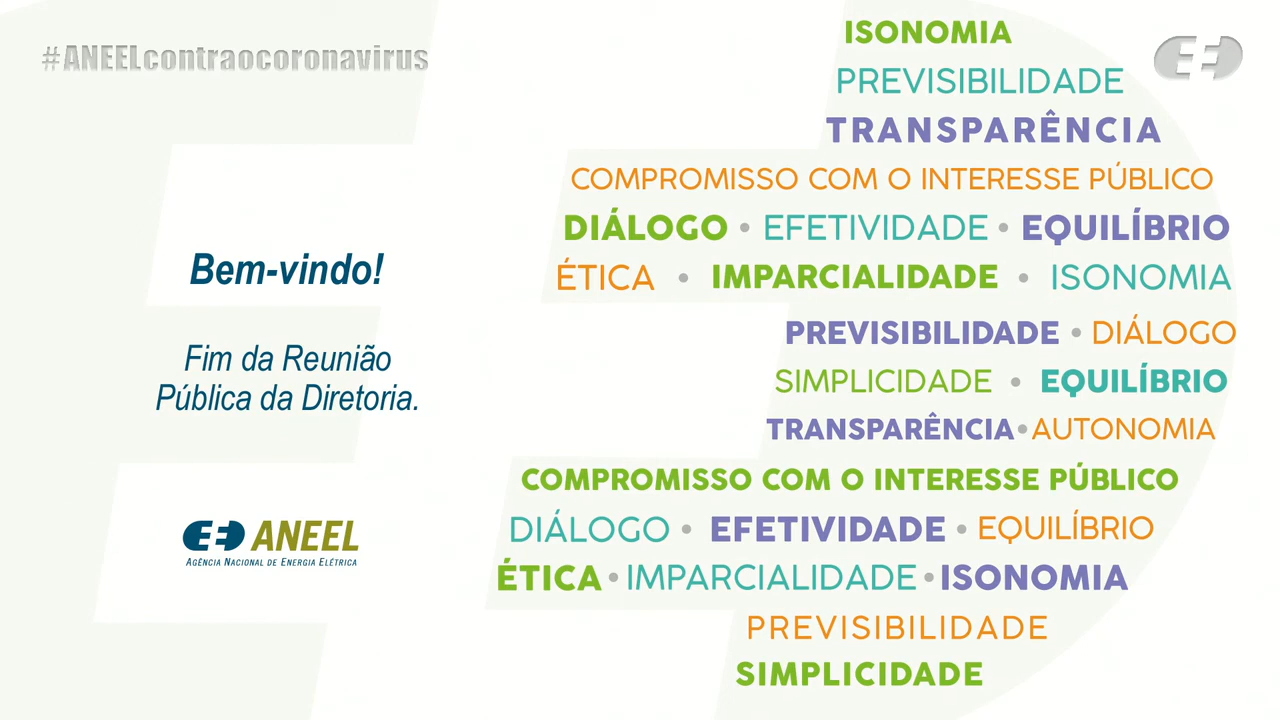 #ANEELcontraocoronavirus
Bem-vindo!
Fim da Reunião
Pública da Diretoria.
ANEEL
AGÊNCIA NACIONAL DE ENERGIA ELÉTRICA
ISONOMIA
PREVISIBILIDADE
TRANSPARÊNCIA
COMPROMISSO COM O INTERESSE PÚBLICO
DIÁLOGO • EFETIVIDADE • EQUILÍBRIO
ÉTICA • IMPARCIALIDADE • ISONOMIA
PREVISIBILIDADE • DIÁLOGO
SIMPLICIDADE • EQUILÍBRIO
TRANSPARÊNCIA • AUTONOMIA
COMPROMISSO COM O INTERESSE PÚBLICO
DIÁLOGO • EFETIVIDADE • EQUILÍBRIO
ÉTICA • IMPARCIALIDADE • ISONOMIA
PREVISIBILIDADE
SIMPLICIDADE